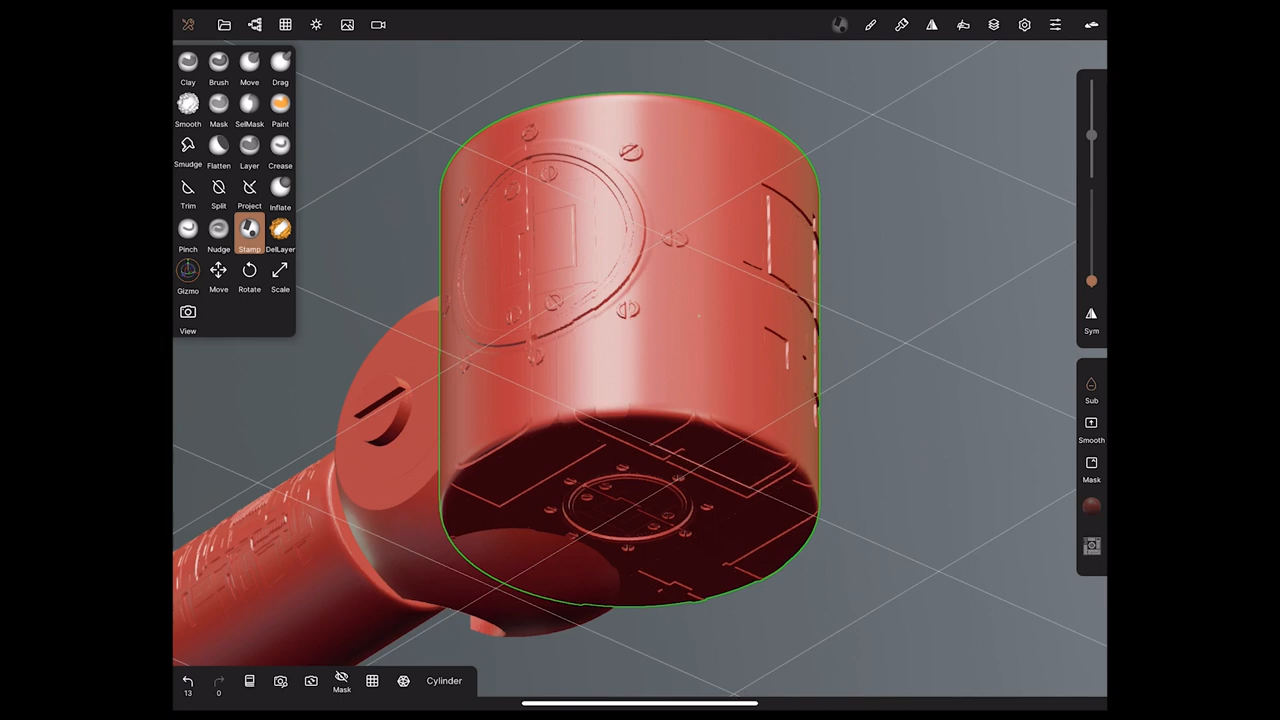 Clay Brush Move Drag
Smooth Mask SelMask Paint
Smudge Flatten Layer Crease
Trim Split Project Inflate
Pinch Nudge Stamp DelLayer
Gizmo Move Rotate Scale
View
Sym
Sub
Smooth
Mask
13 0 Mask Cylinder